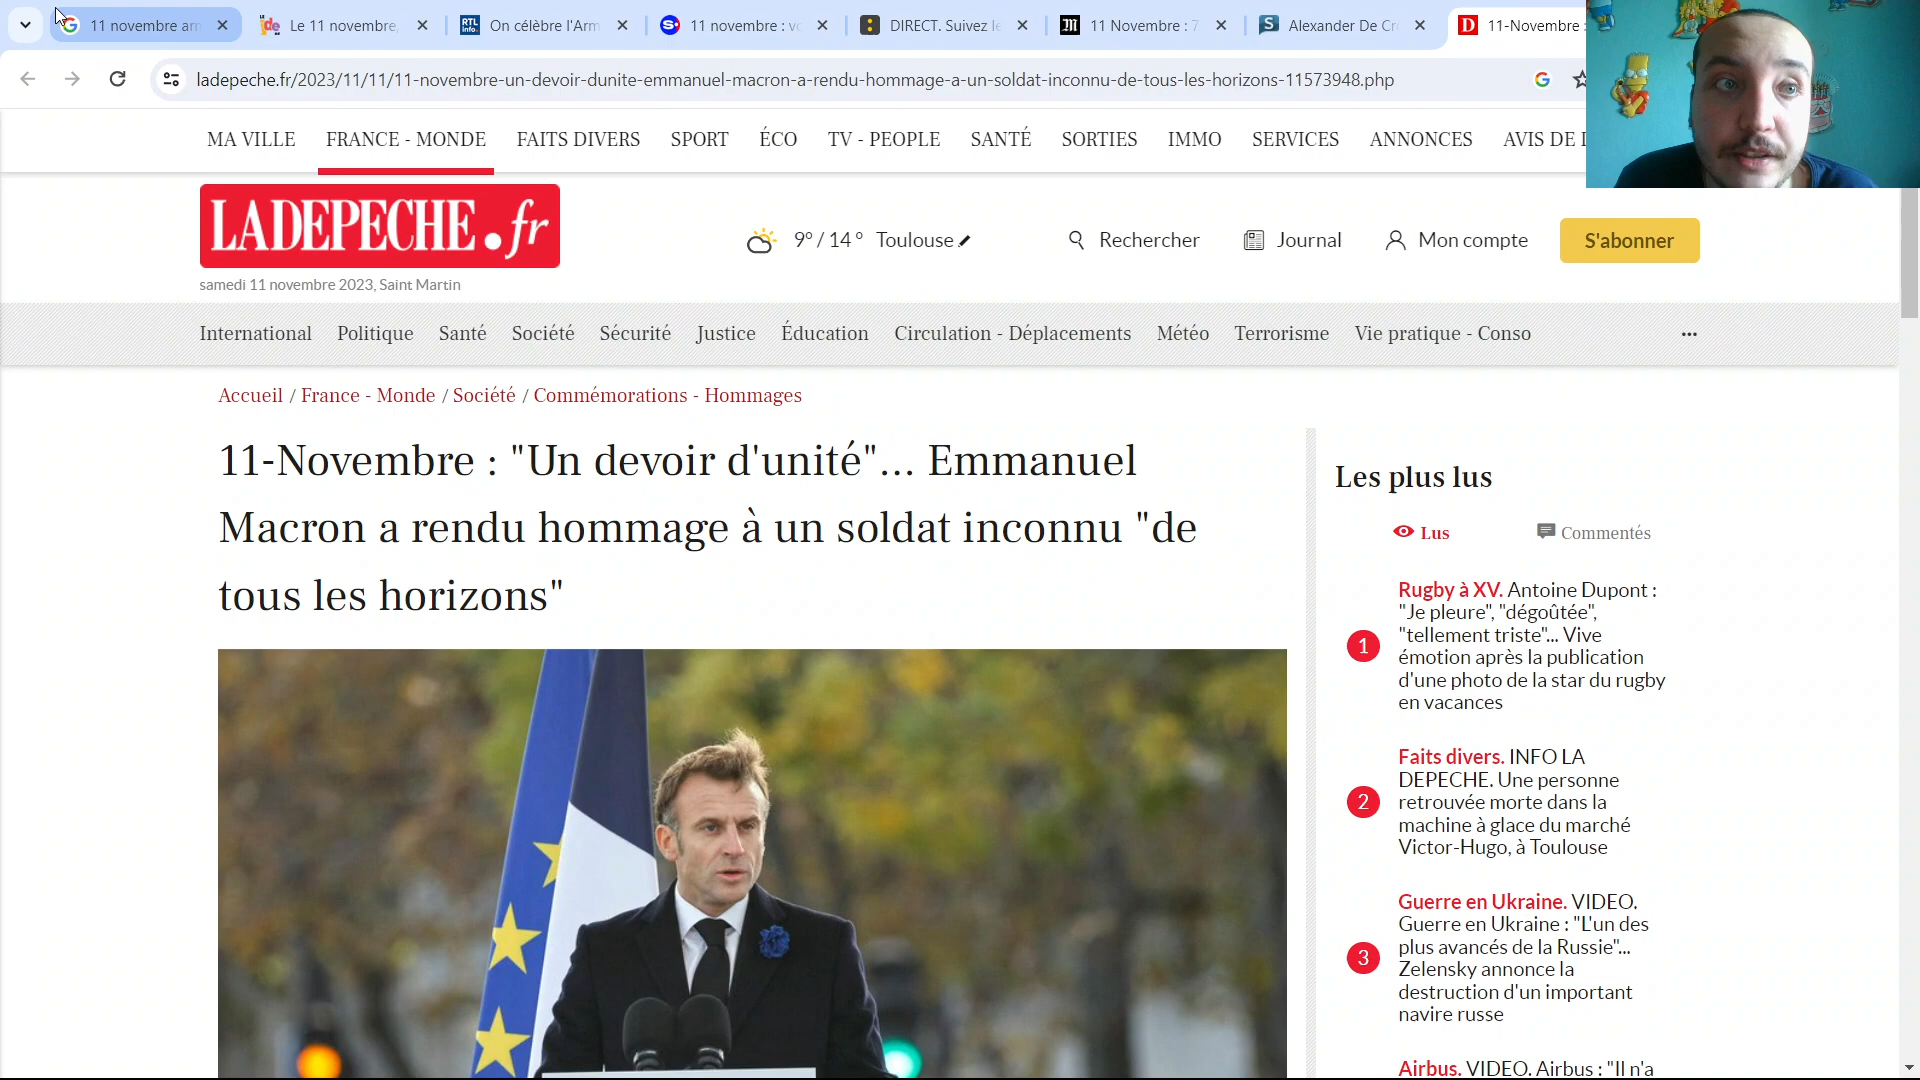 11 novembre arm
Le 11 novembre,
On célèbre l'Arm
11 novembre : vo
DIRECT. Suivez le
11 Novembre : 7
Alexander De Cr
11-Novembre :
ladepeche.fr/2023/11/11/11-novembre-un-devoir-dunite-emmanuel-macron-a-rendu-hommage-a-un-soldat-inconnu-de-tous-les-horizons-11573948.php
MA VILLE FRANCE - MONDE FAITS DIVERS SPORT ÉCO TV - PEOPLE SANTÉ SORTIES IMMO SERVICES ANNONCES AVIS DE
LADEPECHE.fr
9° / 14° Toulouse
Rechercher
Journal
Mon compte
S'abonner
samedi 11 novembre 2023, Saint Martin
International Politique Santé Société Sécurité Justice Éducation Circulation - Déplacements Météo Terrorisme Vie pratique - Conso ...
Accueil / France - Monde / Société / Commémorations - Hommages
11-Novembre : "Un devoir d'unité"... Emmanuel
Macron a rendu hommage à un soldat inconnu "de
tous les horizons"
Les plus lus
Lus
Commentés
1
Rugby à XV. Antoine Dupont :
"Je pleure", "dégoûtée",
"tellement triste"... Vive
émotion après la publication
d'une photo de la star du rugby
en vacances
2
Faits divers. INFO LA
DEPECHE. Une personne
retrouvée morte dans la
machine à glace du marché
Victor-Hugo, à Toulouse
3
Guerre en Ukraine. VIDEO.
Guerre en Ukraine : "L'un des
plus avancés de la Russie"...
Zelensky annonce la
destruction d'un important
navire russe
Airbus. VIDEO. Airbus : "Il n'a